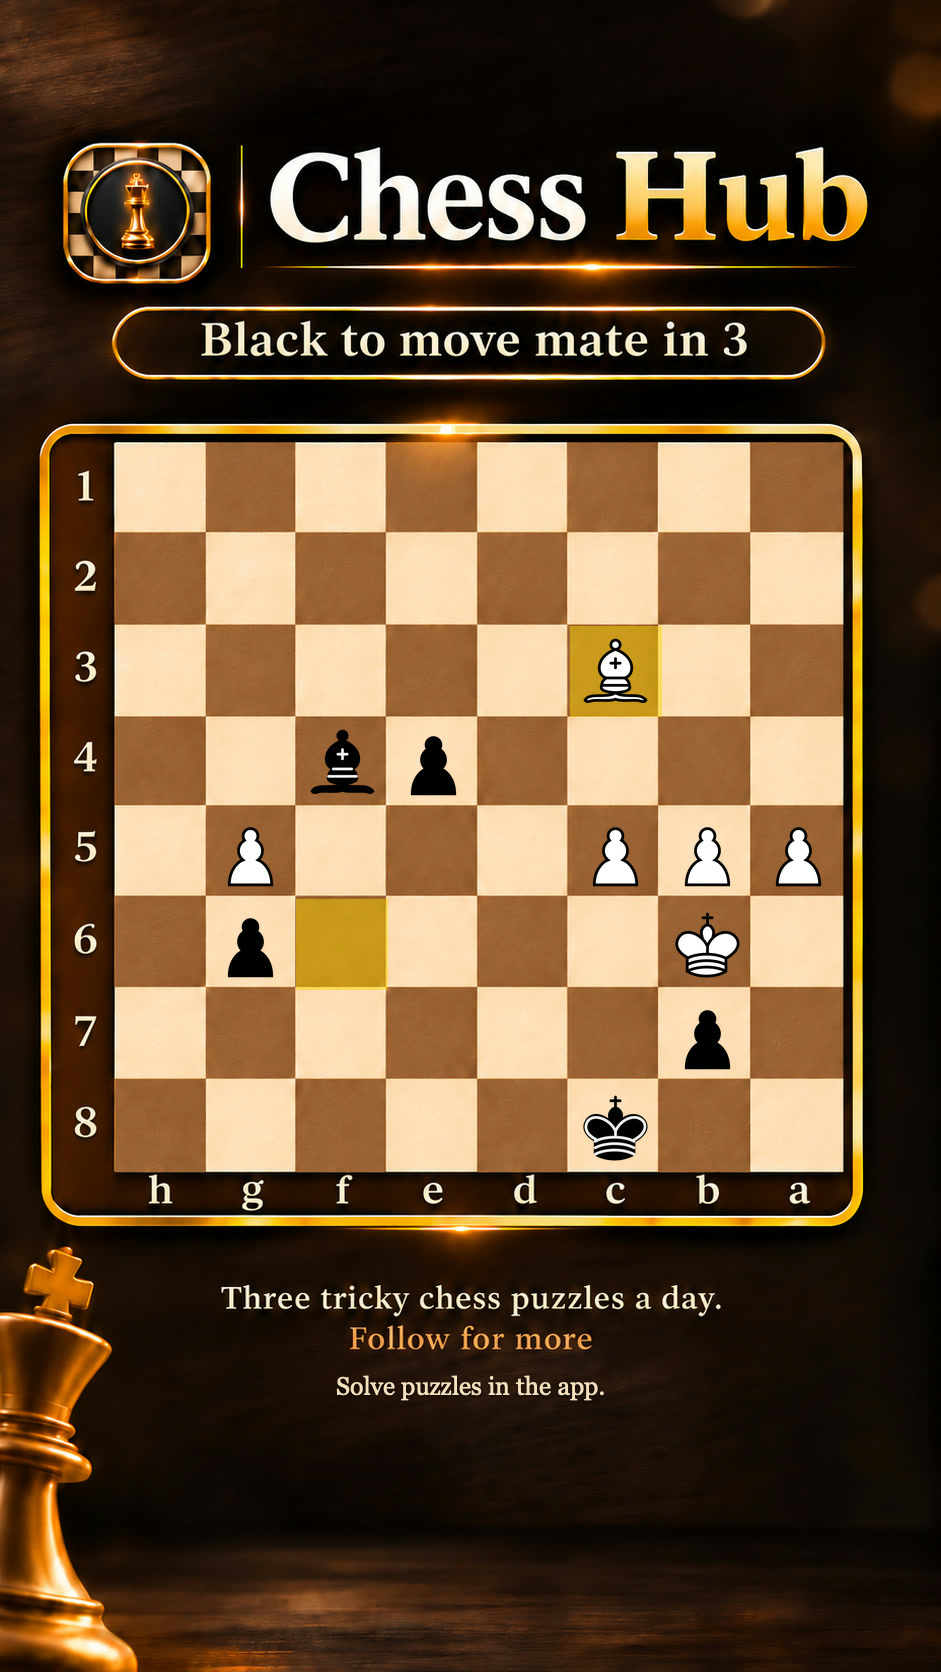 Chess Hub
Black to move mate in 3
1
2
3
4
5
6
7
8
h g f e d c b a
Three tricky chess puzzles a day.
Follow for more
Solve puzzles in the app.